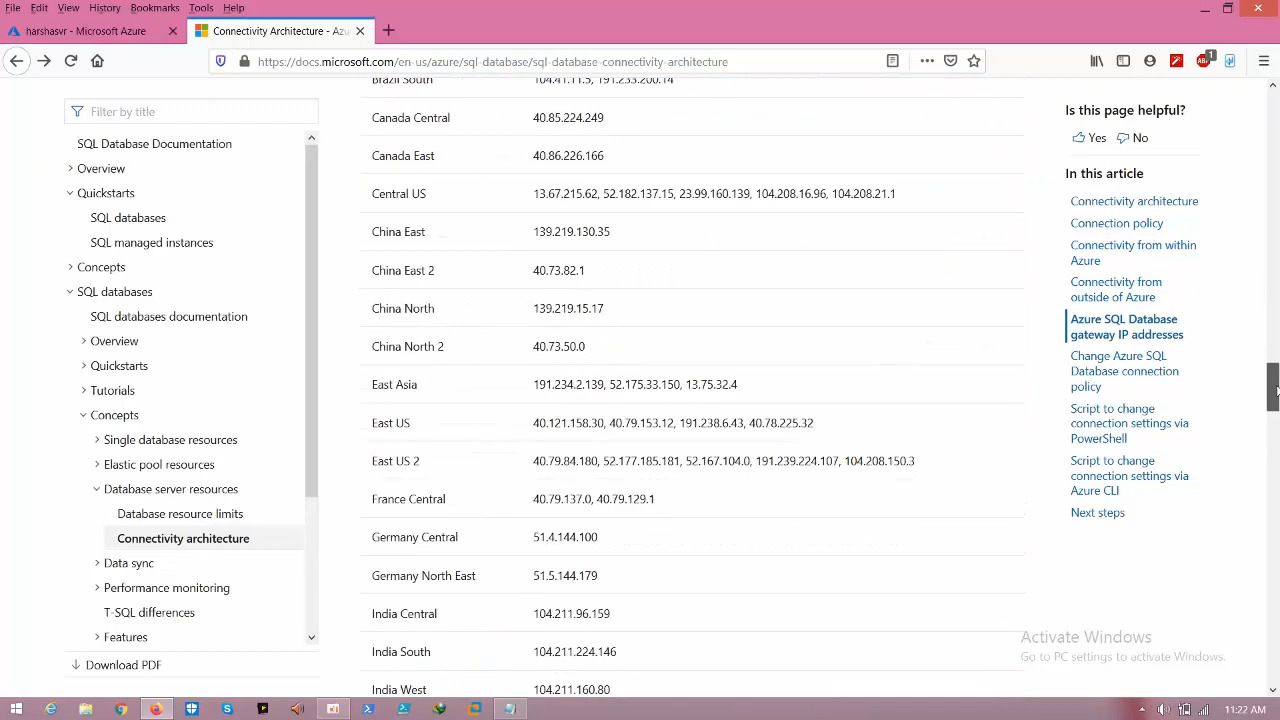 File Edit View History Bookmarks Tools Help
harshasvr - Microsoft Azure
Connectivity Architecture - Azu
https://docs.microsoft.com/en-us/azure/sql-database/sql-database-connectivity-architecture
ABP 1
Filter by title
SQL Database Documentation
Overview
Quickstarts
SQL databases
SQL managed instances
Concepts
SQL databases
SQL databases documentation
Overview
Quickstarts
Tutorials
Concepts
Single database resources
Elastic pool resources
Database server resources
Database resource limits
Connectivity architecture
Data sync
Performance monitoring
T-SQL differences
Features
Download PDF
Brazil South 104.41.11.5, 191.233.200.14
Canada Central 40.85.224.249
Canada East 40.86.226.166
Central US 13.67.215.62, 52.182.137.15, 23.99.160.139, 104.208.16.96, 104.208.21.1
China East 139.219.130.35
China East 2 40.73.82.1
China North 139.219.15.17
China North 2 40.73.50.0
East Asia 191.234.2.139, 52.175.33.150, 13.75.32.4
East US 40.121.158.30, 40.79.153.12, 191.238.6.43, 40.78.225.32
East US 2 40.79.84.180, 52.177.185.181, 52.167.104.0, 191.239.224.107, 104.208.150.3
France Central 40.79.137.0, 40.79.129.1
Germany Central 51.4.144.100
Germany North East 51.5.144.179
India Central 104.211.96.159
India South 104.211.224.146
India West 104.211.160.80
Is this page helpful?
Yes No
In this article
Connectivity architecture
Connection policy
Connectivity from within
Azure
Connectivity from
outside of Azure
Azure SQL Database
gateway IP addresses
Change Azure SQL
Database connection
policy
Script to change
connection settings via
PowerShell
Script to change
connection settings via
Azure CLI
Next steps
Activate Windows
Go to PC settings to activate Windows.
11:22 AM